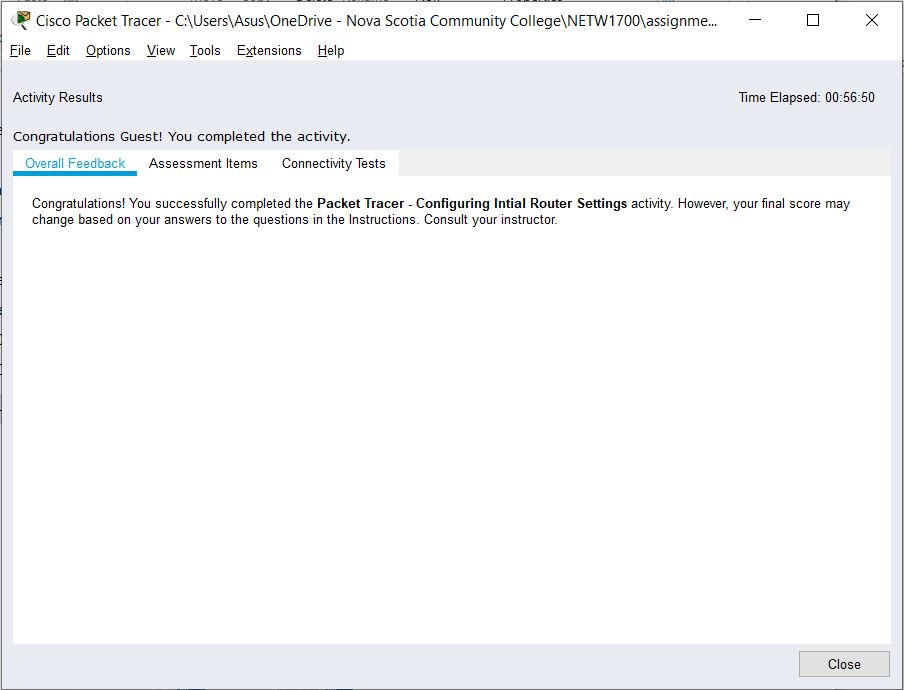 Cisco Packet Tracer - C:\Users\Asus\OneDrive - Nova Scotia Community College\NETW1700\assignme...
File Edit Options View Tools Extensions Help
Activity Results
Time Elapsed: 00:56:50
Congratulations Guest! You completed the activity.
Overall Feedback Assessment Items Connectivity Tests
Congratulations! You successfully completed the Packet Tracer - Configuring Intial Router Settings activity. However, your final score may
change based on your answers to the questions in the Instructions. Consult your instructor.
Close